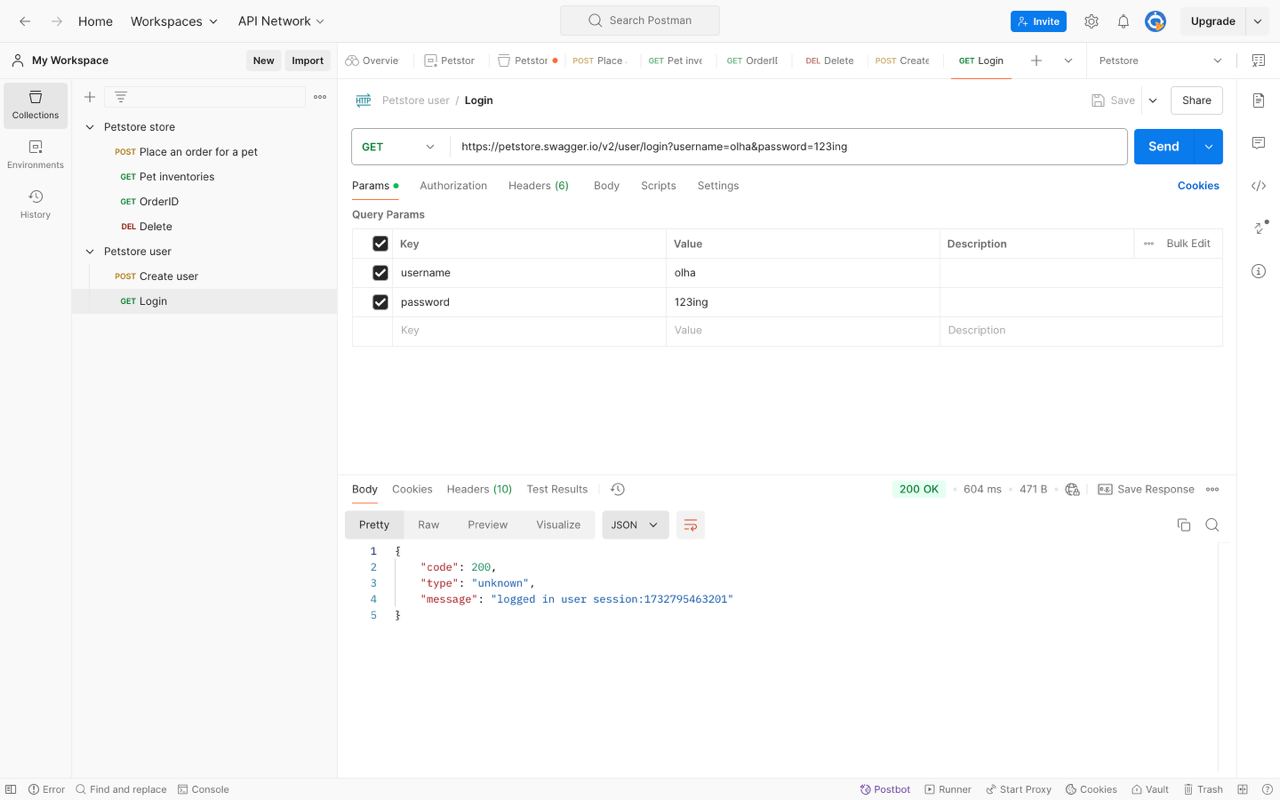 Home
Workspaces
API Network
Search Postman
Invite
Upgrade
My Workspace
New
Import
Overvie
Petstor
Petstor
POST Place
GET Pet inve
GET OrderI
DEL Delete
POST Create
GET Login
Petstore
Collections
Environments
History
Petstore store
POST Place an order for a pet
GET Pet inventories
GET OrderID
DEL Delete
Petstore user
POST Create user
GET Login
HTTP Petstore user / Login
Save
Share
GET https://petstore.swagger.io/v2/user/login?username=olha&password=123ing
Send
Params Authorization Headers (6) Body Scripts Settings
Cookies
Query Params
Key Value Description
Bulk Edit
username olha
password 123ing
Key Value Description
Body Cookies Headers (10) Test Results
200 OK 604 ms 471 B
Save Response
Pretty Raw Preview Visualize
JSON
1 {
2 "code": 200,
3 "type": "unknown",
4 "message": "logged in user session:1732795463201"
5 }
Error Find and replace Console
Postbot Runner Start Proxy Cookies Vault Trash